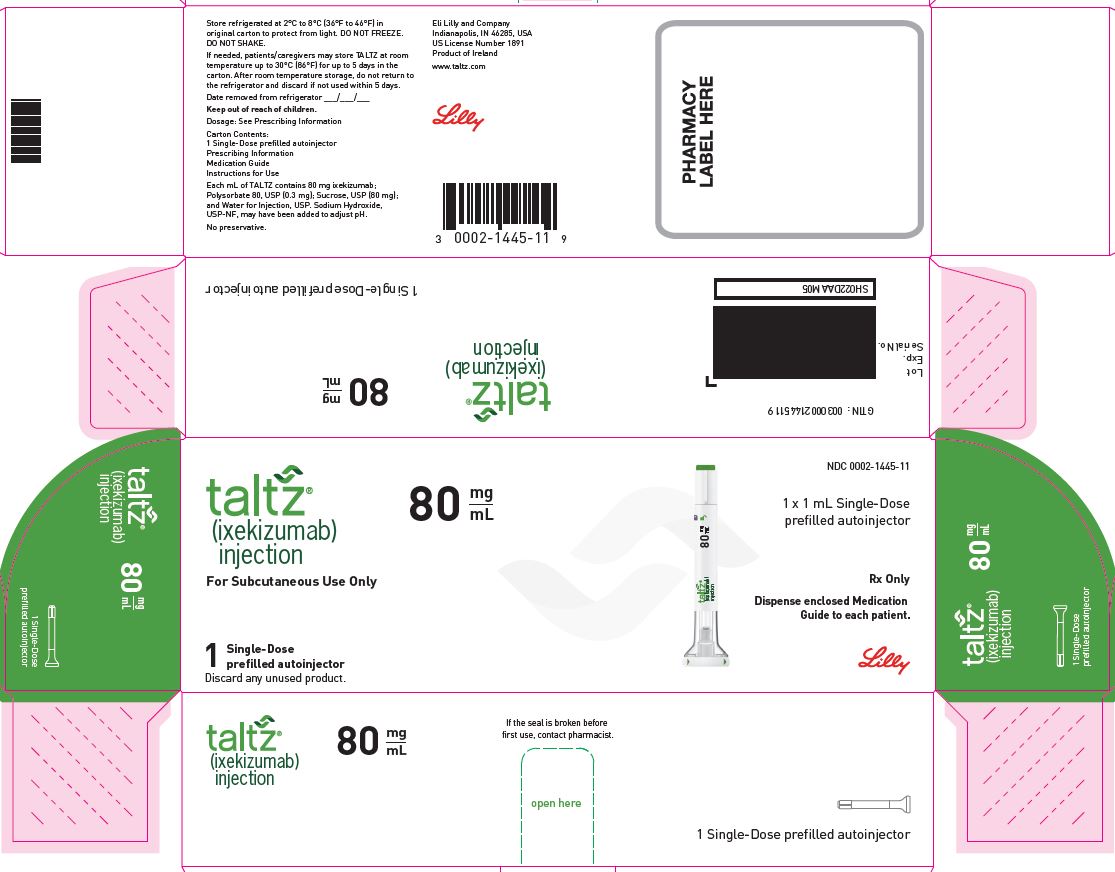 Store refrigerated at 2°C to 8°C (36°F to 46°F) in
original carton to protect from light. DO NOT FREEZE.
DO NOT SHAKE.
If needed, patients/caregivers may store TALTZ at room
temperature up to 30°C (86°F) for up to 5 days in the
carton. After room temperature storage, do not return to
the refrigerator and discard if not used within 5 days.
Date removed from refrigerator ___/___/___
Keep out of reach of children.
Dosage: See Prescribing Information
Carton Contents:
1 Single-Dose prefilled autoinjector
Prescribing Information
Medication Guide
Instructions for Use
Each mL of TALTZ contains 80 mg ixekizumab;
Polysorbate 80, USP (0.3 mg); Sucrose, USP (80 mg);
and Water for Injection, USP. Sodium Hydroxide,
USP-NF, may have been added to adjust pH.
No preservative.
Eli Lilly and Company
Indianapolis, IN 46285, USA
US License Number 1891
Product of Ireland
www.taltz.com
Lilly
3 0002-1445-11 9
PHARMACY
LABEL HERE
1 Single-Dose prefilled autoinjector
80 mg
mL
taltz®
(ixekizumab)
injection
SH022DAA M05
Lot
Exp.
Serial No.
GTIN: 00300021445119
taltz®
(ixekizumab)
injection
80 mg
mL
1 Single-Dose
prefilled autoinjector
taltz®
(ixekizumab)
injection
For Subcutaneous Use Only
80 mg
mL
1 Single-Dose
prefilled autoinjector
Discard any unused product.
80 mg
mL
taltz
(ixekizumab)
injection
NDC 0002-1445-11
1 x 1 mL Single-Dose
prefilled autoinjector
Rx Only
Dispense enclosed Medication
Guide to each patient.
Lilly
taltz®
(ixekizumab)
injection
80 mg
mL
1 Single-Dose
prefilled autoinjector
taltz®
(ixekizumab)
injection
80 mg
mL
If the seal is broken before
first use, contact pharmacist.
open here
1 Single-Dose prefilled autoinjector